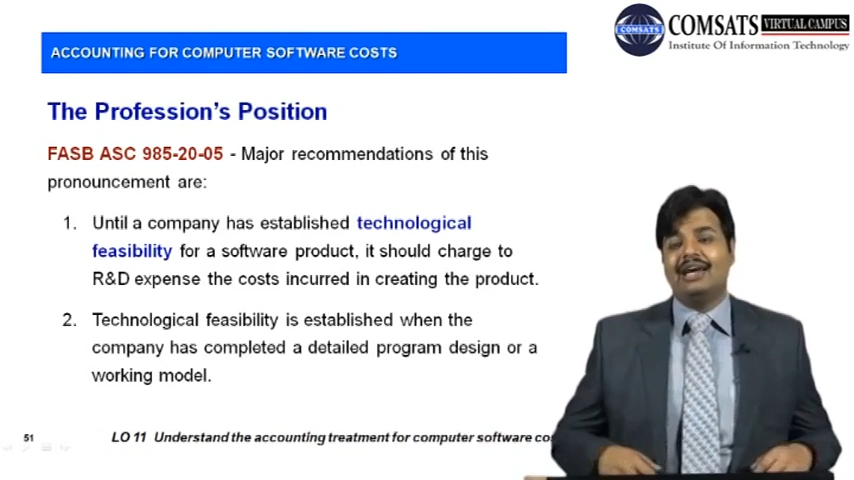 COMSATS VIRTUAL CAMPUS
Institute Of Information Technology
COMSATS
ACCOUNTING FOR COMPUTER SOFTWARE COSTS
The Profession's Position
FASB ASC 985-20-05 - Major recommendations of this
pronouncement are:
1. Until a company has established technological
feasibility for a software product, it should charge to
R&D expense the costs incurred in creating the product.
2. Technological feasibility is established when the
company has completed a detailed program design or a
working model.
51
LO 11 Understand the accounting treatment for computer software